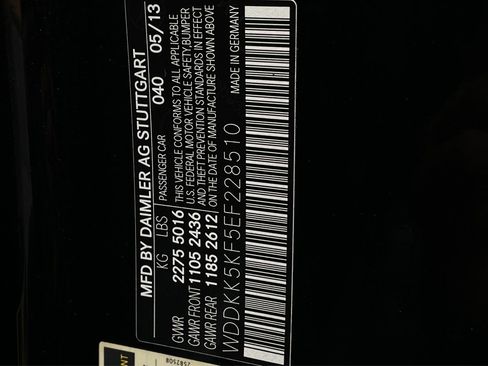 MFD BY DAIMLER AG STUTTGART
KG LBS PASSENGER CAR 040 05/13
GVWR 2275 5016 THIS VEHICLE CONFORMS TO ALL APPLICABLE
U.S. FEDERAL MOTOR VEHICLE SAFETY,BUMPER
GAWR FRONT 1105 2436 AND THEFT PREVENTION STANDARDS IN EFFECT
GAWR REAR 1185 2612 ON THE DATE OF MANUFACTURE SHOWN ABOVE
WDDKK5KF5EF228510 MADE IN GERMANY